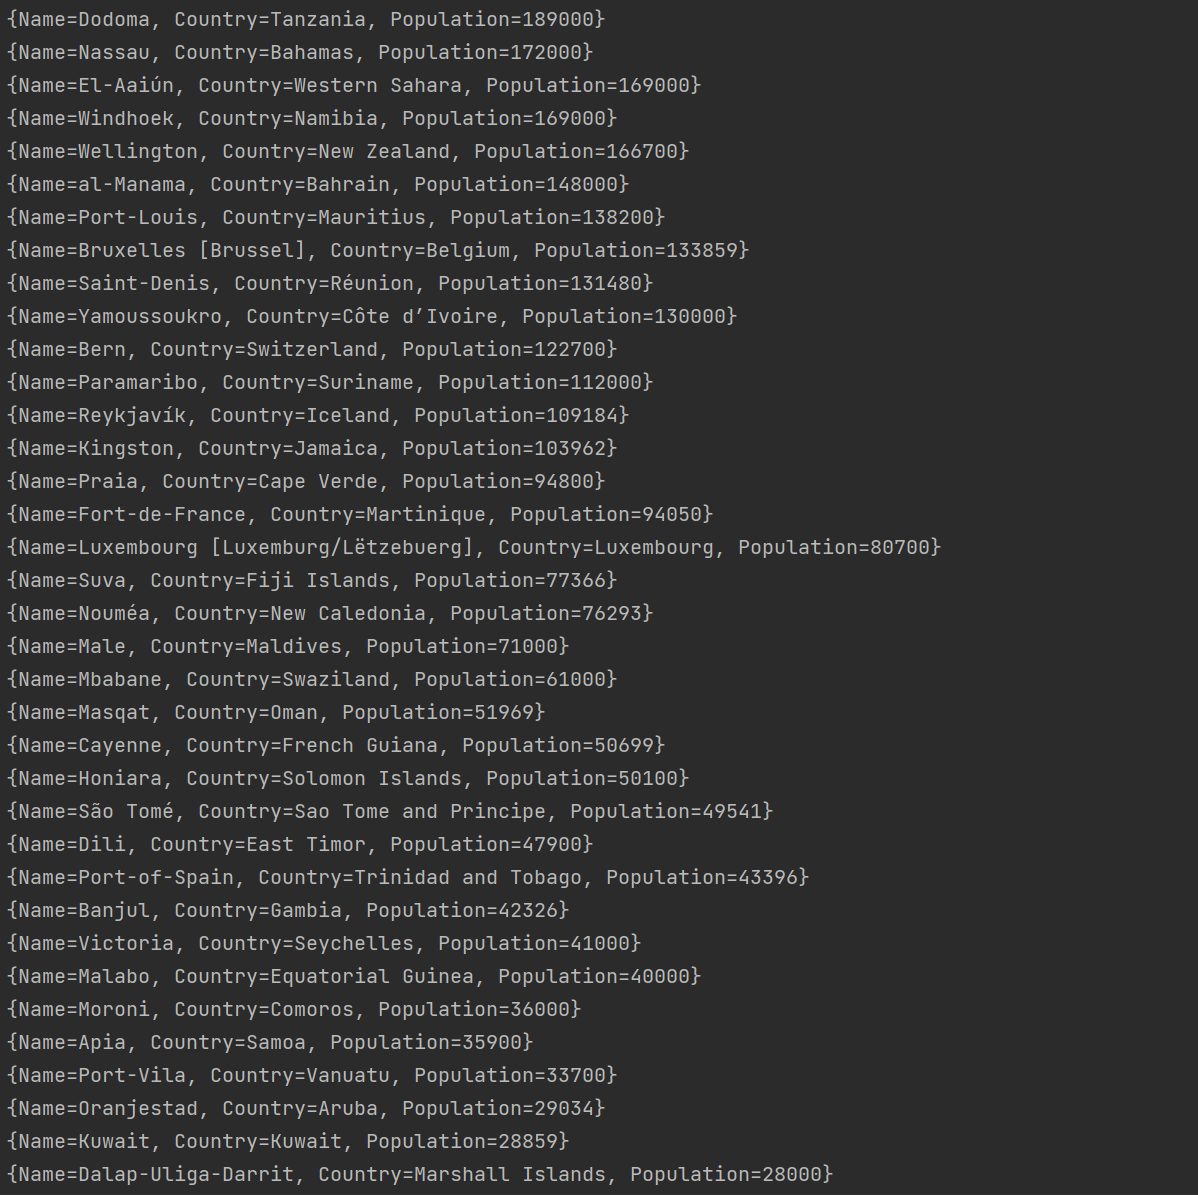 {Name=Dodoma, Country=Tanzania, Population=189000}
{Name=Nassau, Country=Bahamas, Population=172000}
{Name=El-Aaiún, Country=Western Sahara, Population=169000}
{Name=Windhoek, Country=Namibia, Population=169000}
{Name=Wellington, Country=New Zealand, Population=166700}
{Name=al-Manama, Country=Bahrain, Population=148000}
{Name=Port-Louis, Country=Mauritius, Population=138200}
{Name=Bruxelles [Brussel], Country=Belgium, Population=133859}
{Name=Saint-Denis, Country=Réunion, Population=131480}
{Name=Yamoussoukro, Country=Côte d’Ivoire, Population=130000}
{Name=Bern, Country=Switzerland, Population=122700}
{Name=Paramaribo, Country=Suriname, Population=112000}
{Name=Reykjavík, Country=Iceland, Population=109184}
{Name=Kingston, Country=Jamaica, Population=103962}
{Name=Praia, Country=Cape Verde, Population=94800}
{Name=Fort-de-France, Country=Martinique, Population=94050}
{Name=Luxembourg [Luxemburg/Lëtzebuerg], Country=Luxembourg, Population=80700}
{Name=Suva, Country=Fiji Islands, Population=77366}
{Name=Nouméa, Country=New Caledonia, Population=76293}
{Name=Male, Country=Maldives, Population=71000}
{Name=Mbabane, Country=Swaziland, Population=61000}
{Name=Masqat, Country=Oman, Population=51969}
{Name=Cayenne, Country=French Guiana, Population=50699}
{Name=Honiara, Country=Solomon Islands, Population=50100}
{Name=São Tomé, Country=Sao Tome and Principe, Population=49541}
{Name=Dili, Country=East Timor, Population=47900}
{Name=Port-of-Spain, Country=Trinidad and Tobago, Population=43396}
{Name=Banjul, Country=Gambia, Population=42326}
{Name=Victoria, Country=Seychelles, Population=41000}
{Name=Malabo, Country=Equatorial Guinea, Population=40000}
{Name=Moroni, Country=Comoros, Population=36000}
{Name=Apia, Country=Samoa, Population=35900}
{Name=Port-Vila, Country=Vanuatu, Population=33700}
{Name=Oranjestad, Country=Aruba, Population=29034}
{Name=Kuwait, Country=Kuwait, Population=28859}
{Name=Dalap-Uliga-Darrit, Country=Marshall Islands, Population=28000}